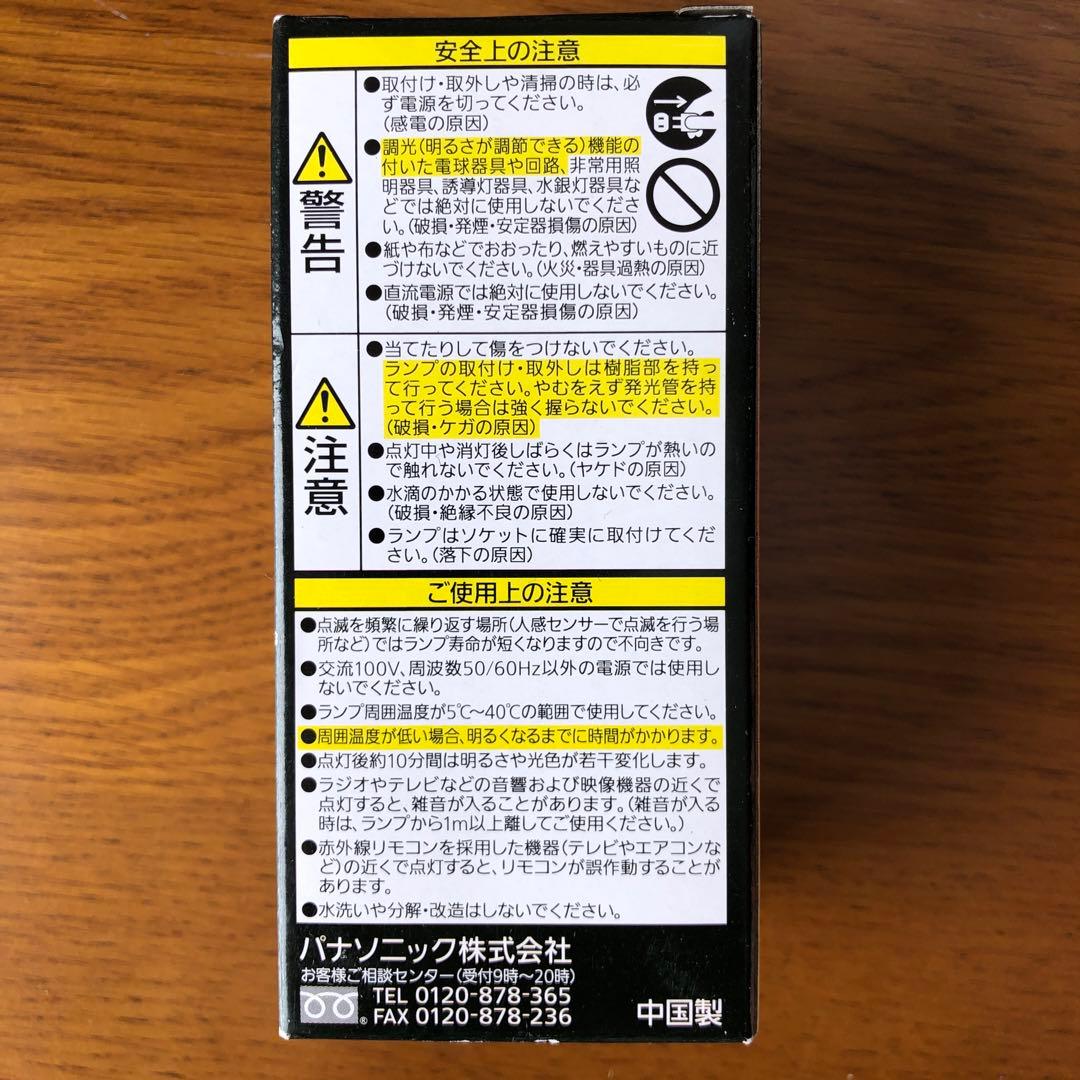 安全上の注意
警告
●取付け・取外しや清掃の時は、必
ず電源を切ってください。
(感電の原因)
●調光(明るさが調節できる)機能の
付いた電球器具や回路、非常用照
明器具、誘導灯器具、水銀灯器具な
どでは絶対に使用しないでくださ
い。(破損・発煙・安定器損傷の原因)
●紙や布などでおおったり、燃えやすいものに近
づけないでください。(火災・器具過熱の原因)
●直流電源では絶対に使用しないでください。
(破損・発煙・安定器損傷の原因)
注意
●当てたりして傷をつけないでください。
ランプの取付け・取外しは樹脂部を持っ
て行ってください。やむをえず発光管を持
って行う場合は強く握らないでください。
(破損・ケガの原因)
●点灯中や消灯後しばらくはランプが熱いの
で触れないでください。(ヤケドの原因)
●水滴のかかる状態で使用しないでください。
(破損・絶縁不良の原因)
●ランプはソケットに確実に取付けてくだ
さい。(落下の原因)
ご使用上の注意
●点滅を頻繁に繰り返す場所(人感センサーで点滅を行う場
所など)ではランプ寿命が短くなりますので不向きです。
●交流100V、周波数50/60Hz以外の電源では使用し
ないでください。
●ランプ周囲温度が5℃〜40℃の範囲で使用してください。
●周囲温度が低い場合、明るくなるまでに時間がかかります。
●点灯後約10分間は明るさや光色が若干変化します。
●ラジオやテレビなどの音響および映像機器の近くで
点灯すると、雑音が入ることがあります。(雑音が入る
時は、ランプから1m以上離してご使用ください。)
●赤外線リモコンを採用した機器(テレビやエアコンな
ど)の近くで点灯すると、リモコンが誤作動することが
あります。
●水洗いや分解・改造はしないでください。
パナソニック株式会社
お客様ご相談センター(受付9時〜20時)
TEL 0120-878-365
FAX 0120-878-236
中国製